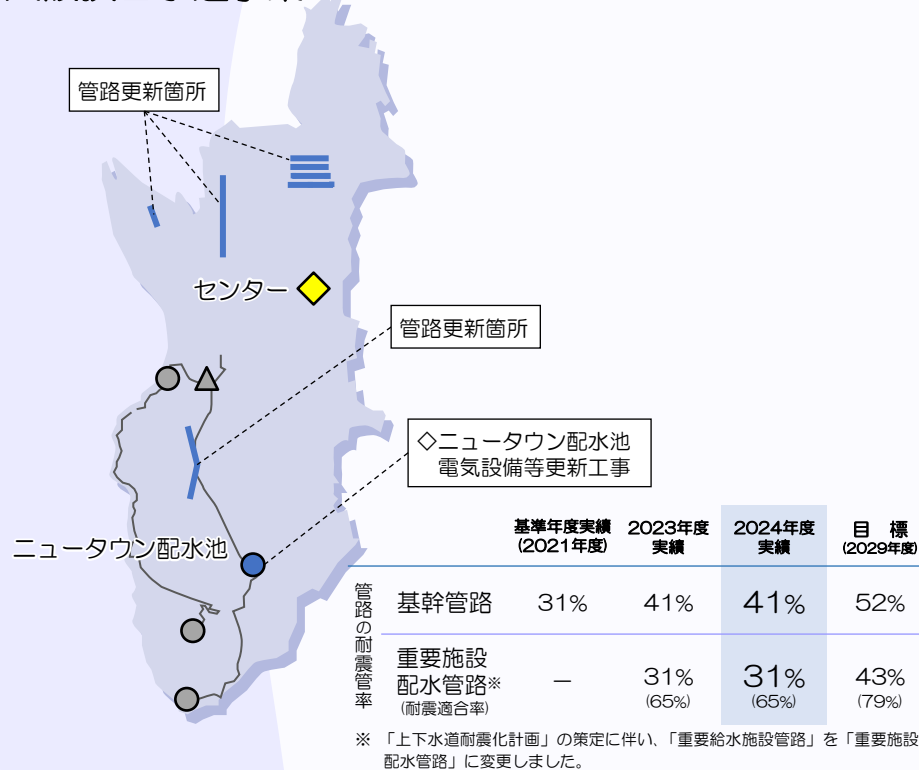 管路更新箇所
センター
管路更新箇所
◇ニュータウン配水池
電気設備等更新工事
ニュータウン配水池
基準年度実績
(2021年度)
2023年度
実績
2024年度
実績
目 標
(2029年度)
管路の耐震管率
基幹管路 31% 41% 41% 52%
重要施設
配水管路※
(耐震適合率)
－ 31% 31% 43%
(65%) (65%) (79%)
※ 「上下水道耐震化計画」の策定に伴い、「重要給水施設管路」を「重要施設
配水管路」に変更しました。